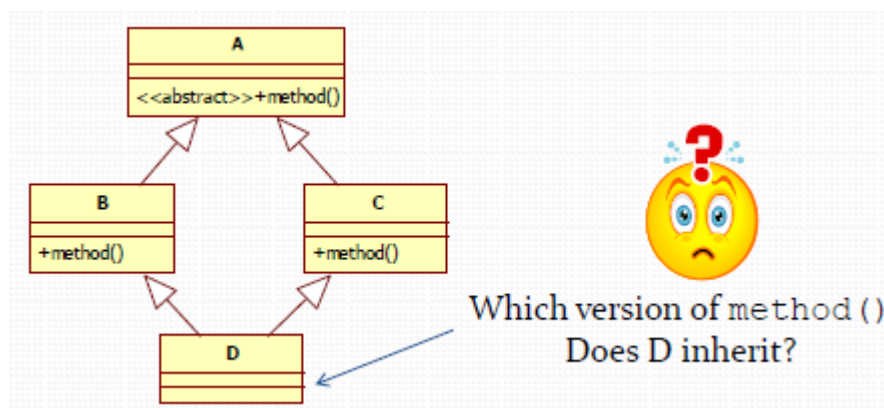 A
<<abstract>>+method()
B
C
+method()
+method()
D
?
Which version of method()
Does D inherit?